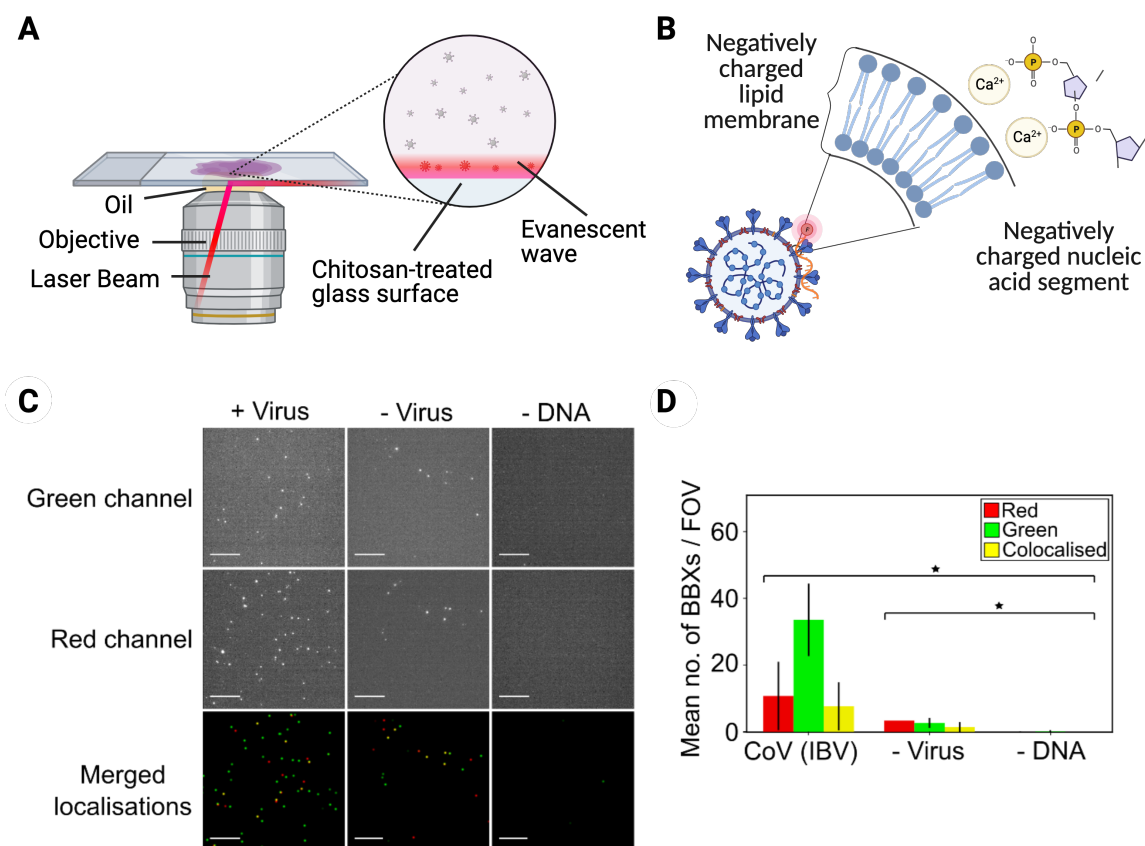 A
Oil
Objective
Laser Beam
Chitosan-treated
glass surface
Evanescent
wave
B
Negatively
charged
lipid
membrane
O
-O
P
O
O
Ca²⁺
O
O
Ca²⁺
-O
P
O
O
Negatively
charged nucleic
acid segment
F
C
+ Virus
- Virus
- DNA
Green channel
Red channel
Merged
localisations
D
Mean no. of BBXs / FOV
60
40
20
0
Red
Green
Colocalised
CoV (IBV)
- Virus
- DNA